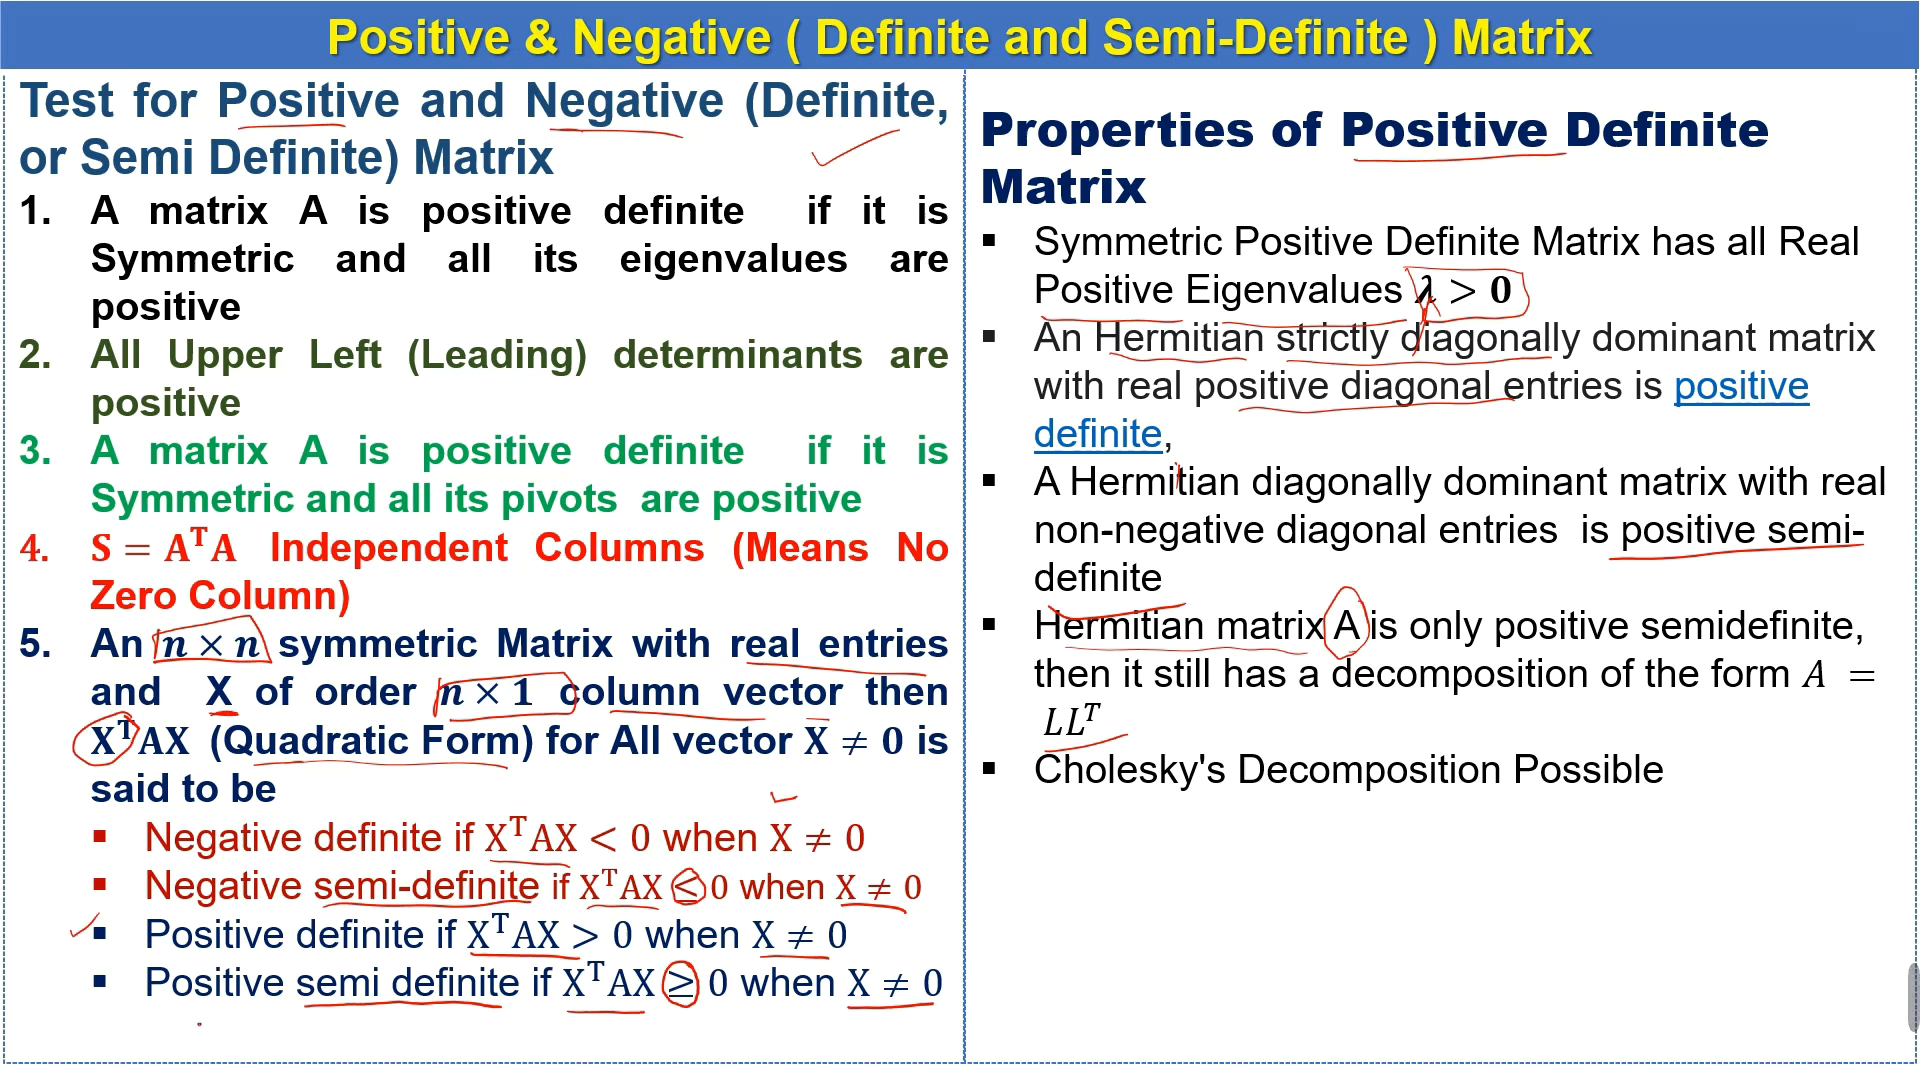 Positive & Negative ( Definite and Semi-Definite ) Matrix
Test for Positive and Negative (Definite,
or Semi Definite) Matrix
1. A matrix A is positive definite if it is
Symmetric and all its eigenvalues are
positive
2. All Upper Left (Leading) determinants are
positive
3. A matrix A is positive definite if it is
Symmetric and all its pivots are positive
4. S = AᵀA Independent Columns (Means No
Zero Column)
5. An n × n symmetric Matrix with real entries
and X of order n × 1 column vector then
XᵀAX (Quadratic Form) for All vector X ≠ 0 is
said to be
▪ Negative definite if XᵀAX < 0 when X ≠ 0
▪ Negative semi-definite if XᵀAX ≤ 0 when X ≠ 0
▪ Positive definite if XᵀAX > 0 when X ≠ 0
▪ Positive semi definite if XᵀAX ≥ 0 when X ≠ 0
Properties of Positive Definite
Matrix
▪ Symmetric Positive Definite Matrix has all Real
Positive Eigenvalues λ > 0
▪ An Hermitian strictly diagonally dominant matrix
with real positive diagonal entries is positive
definite,
▪ A Hermitian diagonally dominant matrix with real
non-negative diagonal entries is positive semi-
definite
▪ Hermitian matrix A is only positive semidefinite,
then it still has a decomposition of the form A =
LLᵀ
▪ Cholesky's Decomposition Possible